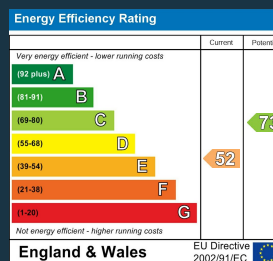 Energy Efficiency Rating
Current
Very energy efficient - lower running costs
(92 plus) A
(81-91) B
(69-80) C
(55-68) D
(39-54) E
(21-38) F
(1-20) G
52
Not energy efficient - higher running costs
England & Wales
EU Directive
2002/91/EC